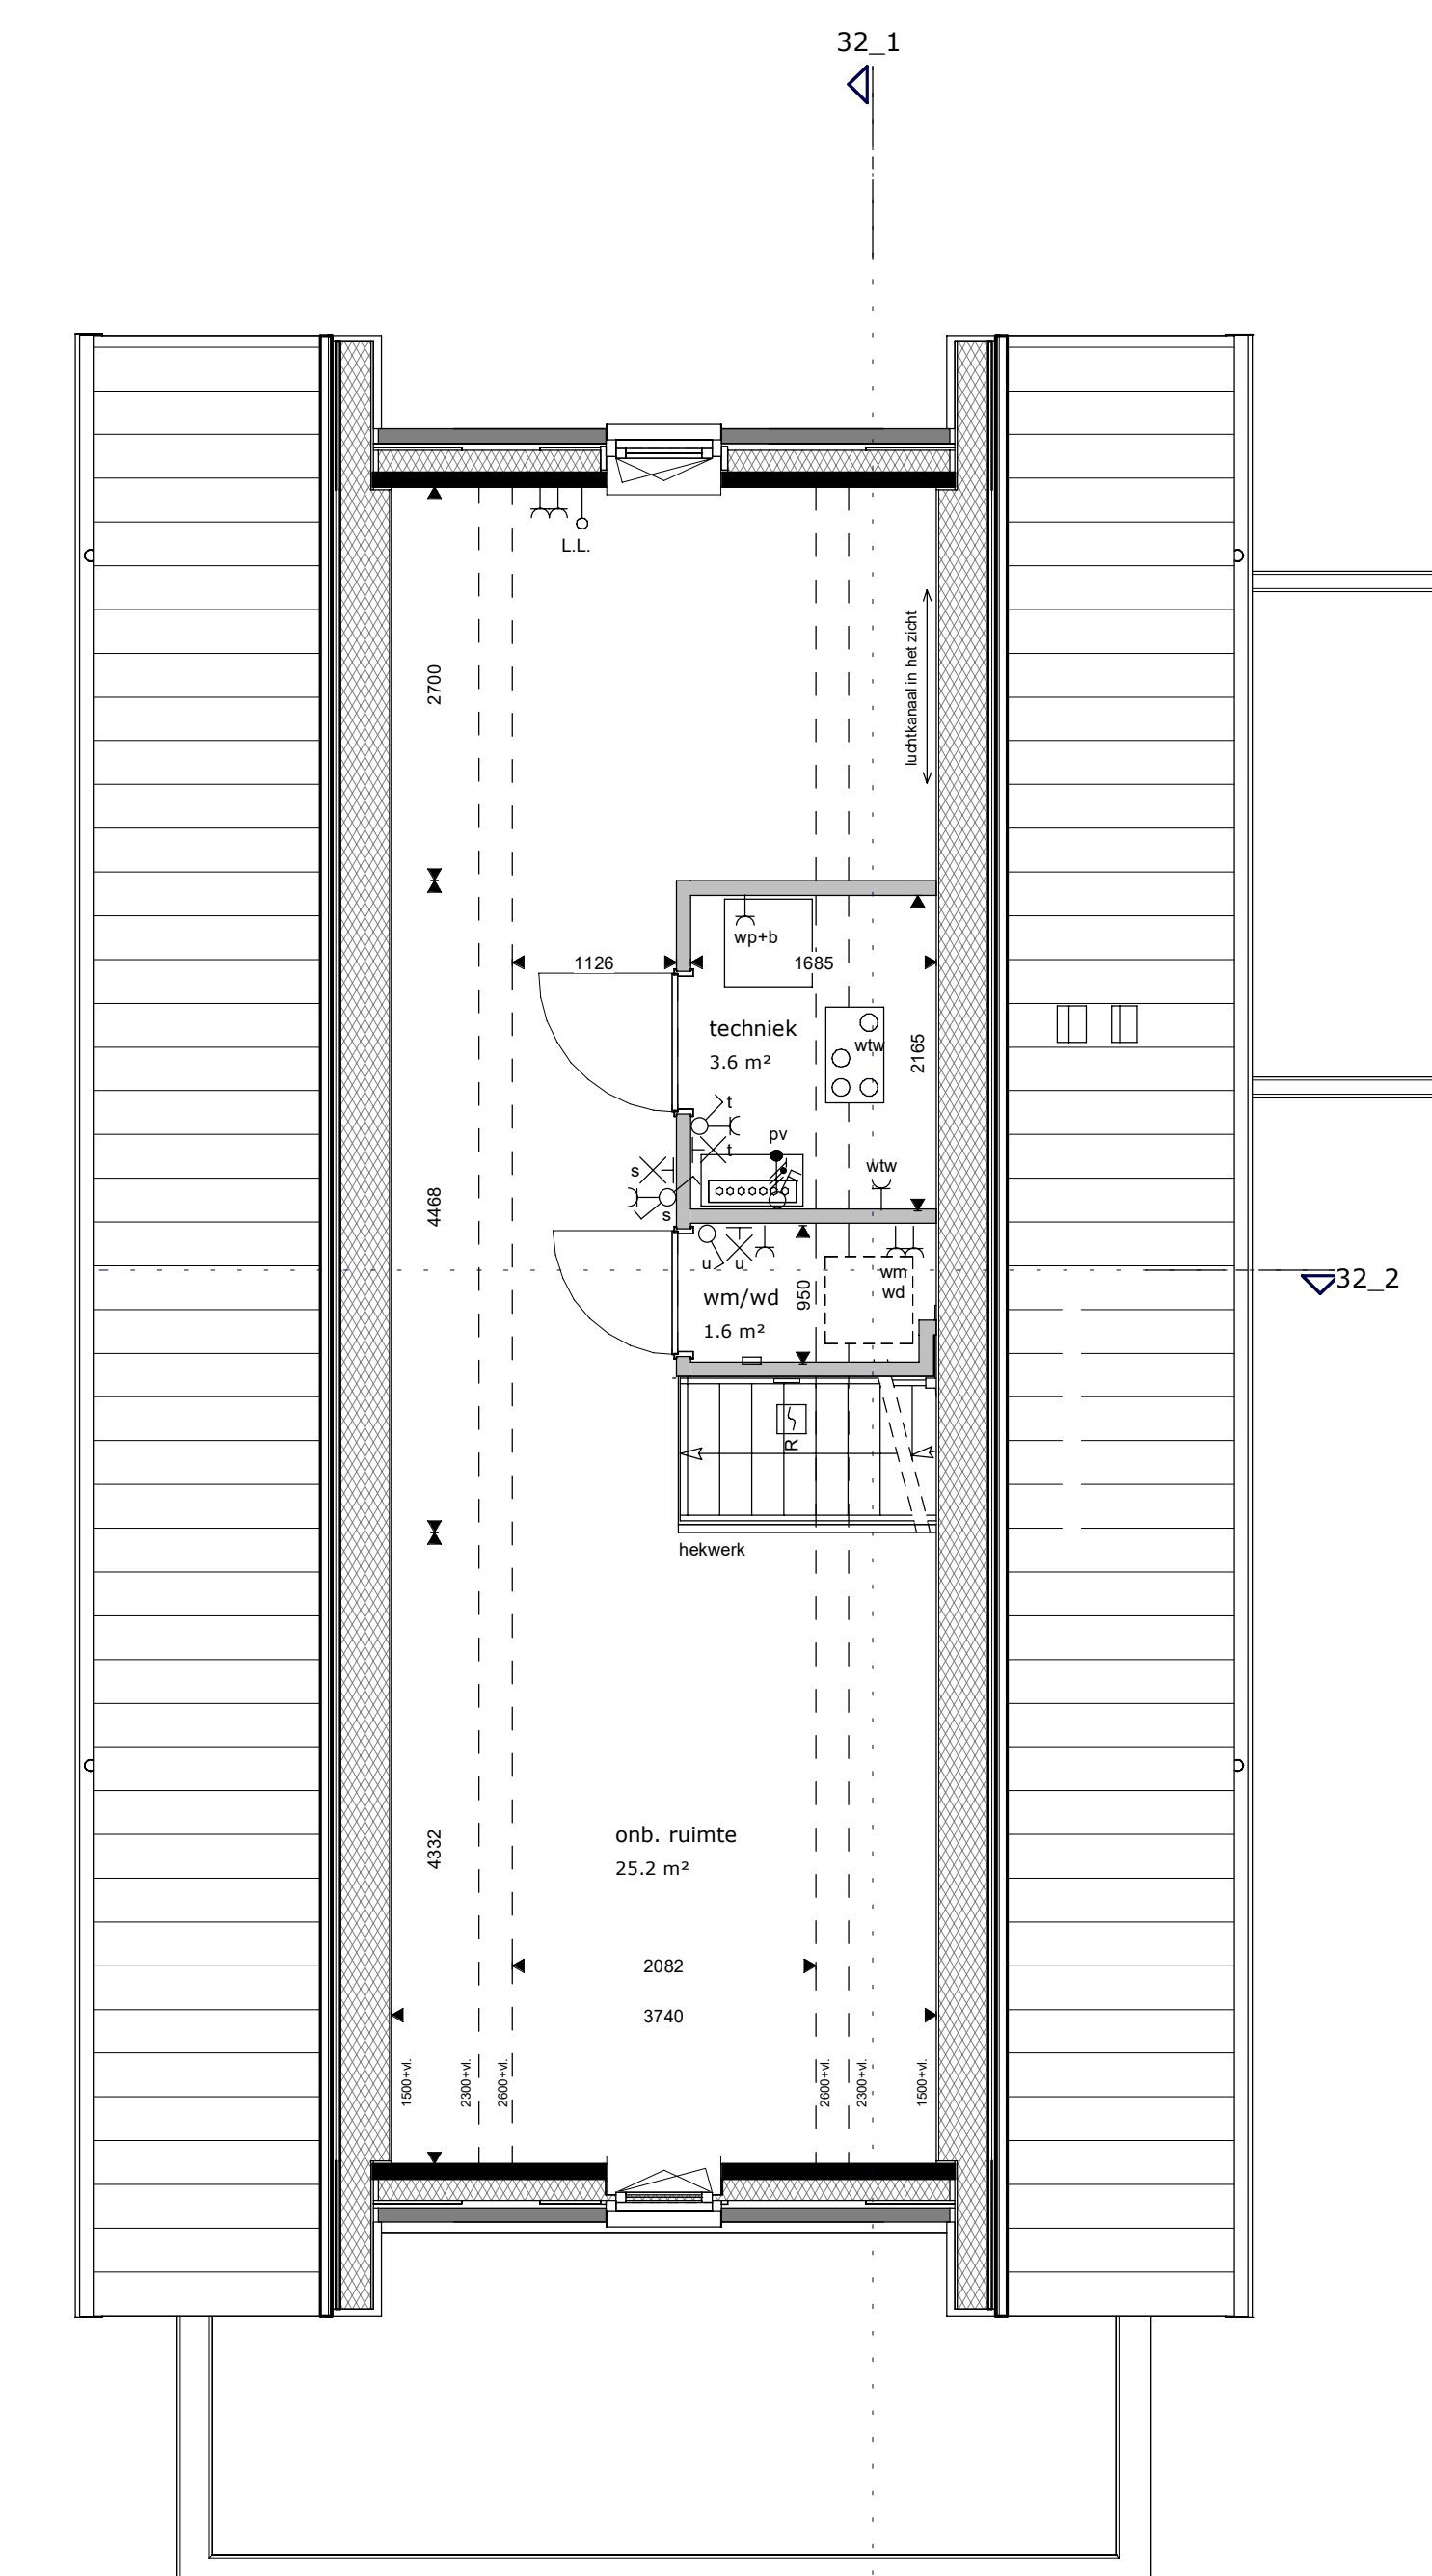 32_1
L.L.
2700
luchtkanaal in het zicht
wp+b
1126
1685
techniek
3.6 m²
wtw
2165
t
t
pv
s
wtw
s
4468
u
u
wm
wd
wm/wd
950
1.6 m²
32_2
R
hekwerk
onb. ruimte
25.2 m²
4332
2082
3740
1500+vl.
2300+vl.
2600+vl.
2600+vl.
2300+vl.
1500+vl.